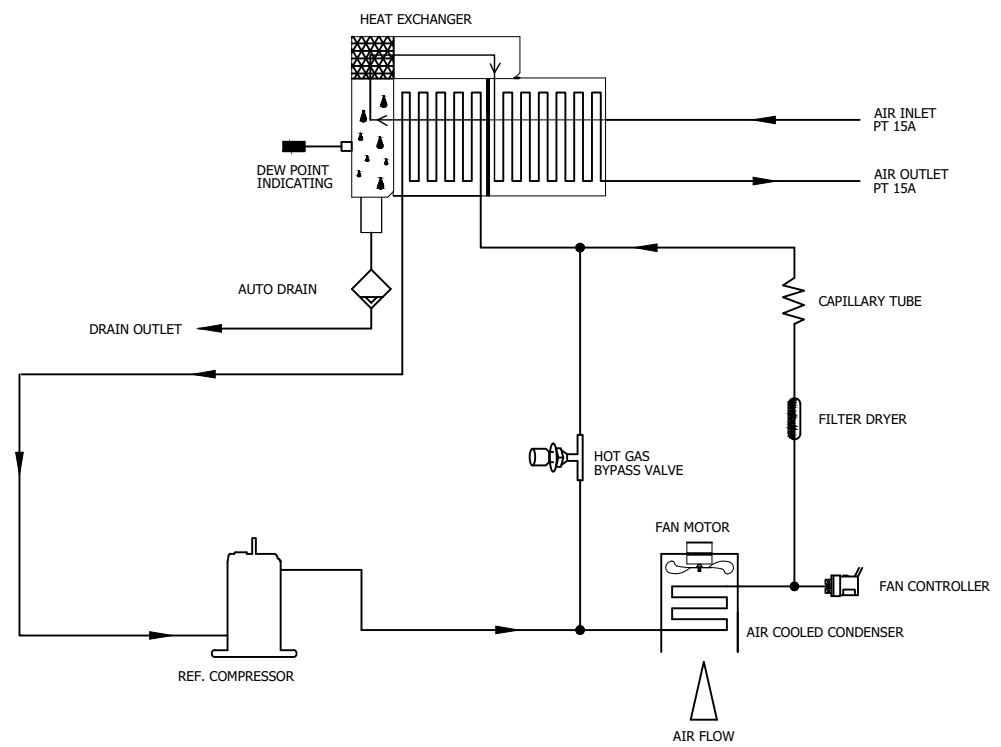 HEAT EXCHANGER
AIR INLET
PT 15A
DEW POINT
INDICATING
AIR OUTLET
PT 15A
AUTO DRAIN
CAPILLARY TUBE
DRAIN OUTLET
FILTER DRYER
HOT GAS
BYPASS VALVE
FAN MOTOR
FAN CONTROLLER
AIR COOLED CONDENSER
REF. COMPRESSOR
AIR FLOW